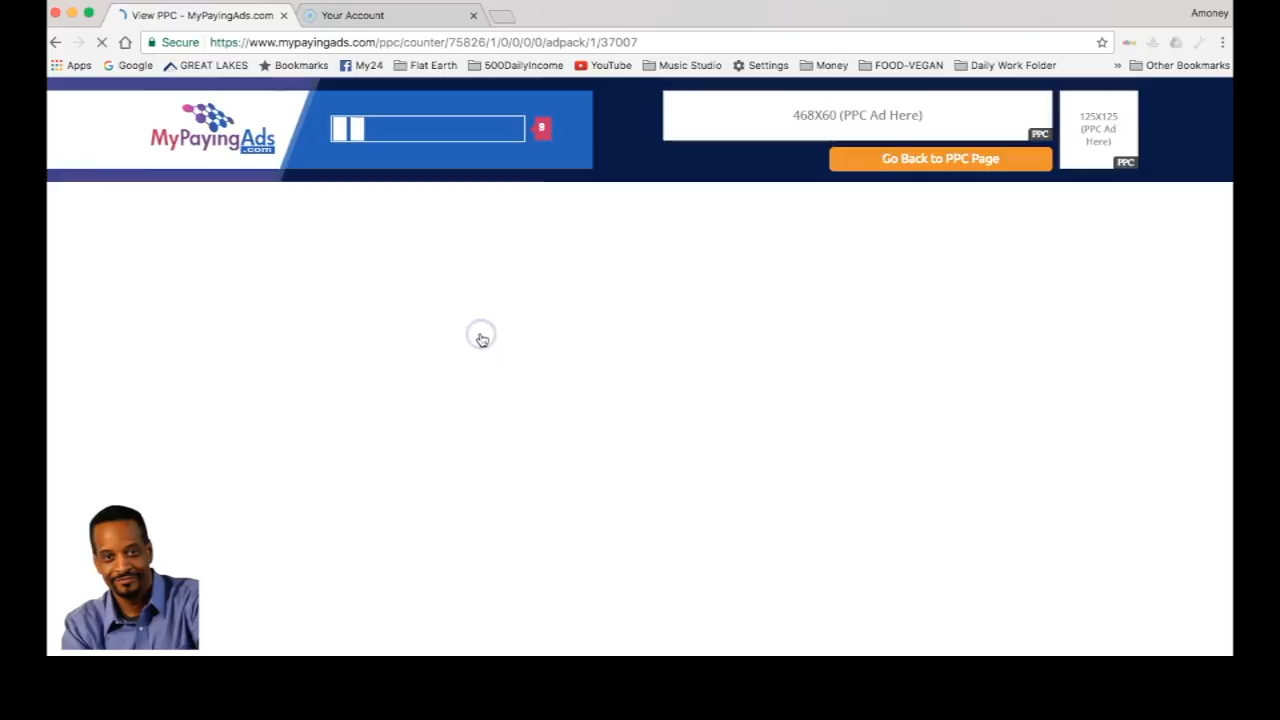 View PPC - MyPayingAds.com
Your Account
Amoney
Secure https://www.mypayingads.com/ppc/counter/75826/1/0/0/0/0/adpack/1/37007
Apps Google GREAT LAKES Bookmarks My24 Flat Earth 500DailyIncome YouTube Music Studio Settings Money FOOD-VEGAN Daily Work Folder » Other Bookmarks
MyPayingAds
.com
9
468X60 (PPC Ad Here)
PPC
Go Back to PPC Page
125X125
(PPC Ad
Here)
PPC